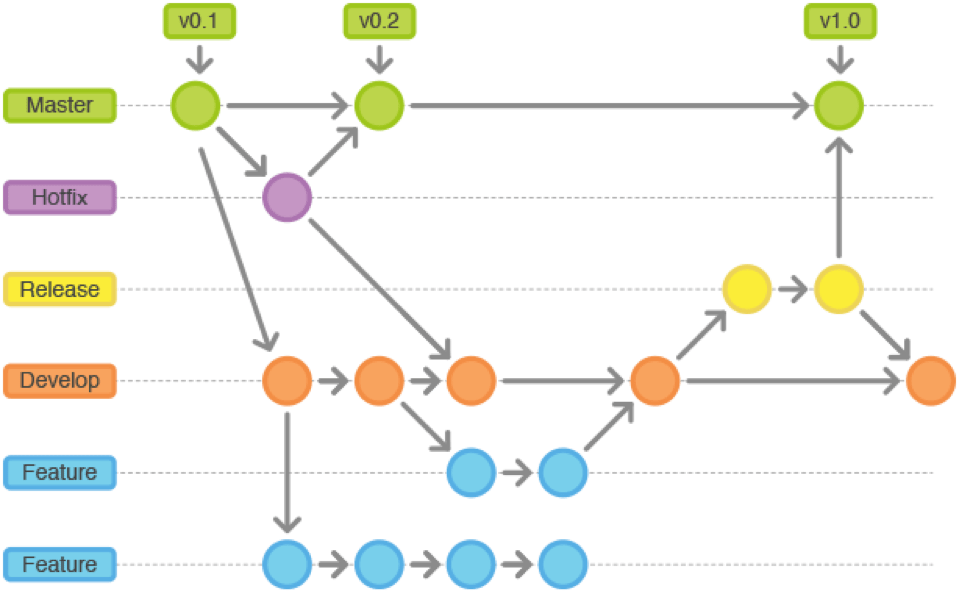 v0.1
v0.2
v1.0
Master
Hotfix
Release
Develop
Feature
Feature